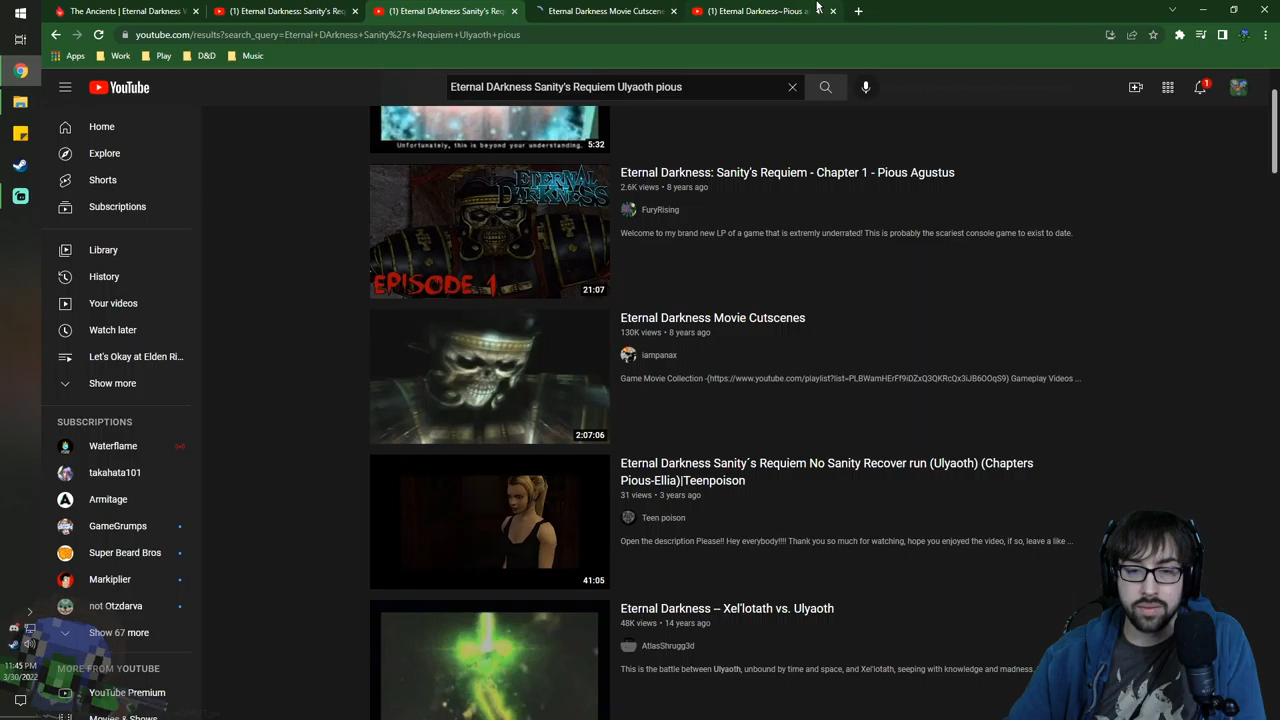 The Ancients | Eternal Darkness W
(1) Eternal Darkness: Sanity's Req
(1) Eternal DArkness Sanity's Req
Eternal Darkness Movie Cutscene
(1) Eternal Darkness~Pious a
youtube.com/results?search_query=Eternal+DArkness+Sanity%27s+Requiem+Ulyaoth+pious
Apps
Work
Play
D&D
Music
YouTube
Eternal DArkness Sanity's Requiem Ulyaoth pious
1
Home
Explore
Shorts
Subscriptions
Library
History
Your videos
Watch later
Let's Okay at Elden Ri...
Show more
SUBSCRIPTIONS
Waterflame
takahata101
Armitage
GameGrumps
Super Beard Bros
Markiplier
not Otzdarva
Show 67 more
MORE FROM YOUTUBE
YouTube Premium
Movies & Shows
Unfortunately, this is beyond your understanding.
5:32
ETERNAL
DARKNESS
EPISODE 1
21:07
Eternal Darkness: Sanity's Requiem - Chapter 1 - Pious Agustus
2.6K views • 8 years ago
FuryRising
Welcome to my brand new LP of a game that is extremly underrated! This is probably the scariest console game to exist to date.
2:07:06
Eternal Darkness Movie Cutscenes
130K views • 8 years ago
iampanax
Game Movie Collection -(https://www.youtube.com/playlist?list=PLBWamHErFf9iDZxQ3QKRcQx3iJB6OOqS9) Gameplay Videos ...
41:05
Eternal Darkness Sanity´s Requiem No Sanity Recover run (Ulyaoth) (Chapters
Pious-Ellia)|Teenpoison
31 views • 3 years ago
Teen poison
Open the description Please!! Hey everybody!!!! Thank you so much for watching, hope you enjoyed the video, if so, leave a like ...
Eternal Darkness -- Xel'lotath vs. Ulyaoth
48K views • 14 years ago
AtlasShrugg3d
This is the battle between Ulyaoth, unbound by time and space, and Xel'lotath, seeping with knowledge and madness.
11:45 PM
3/30/2022